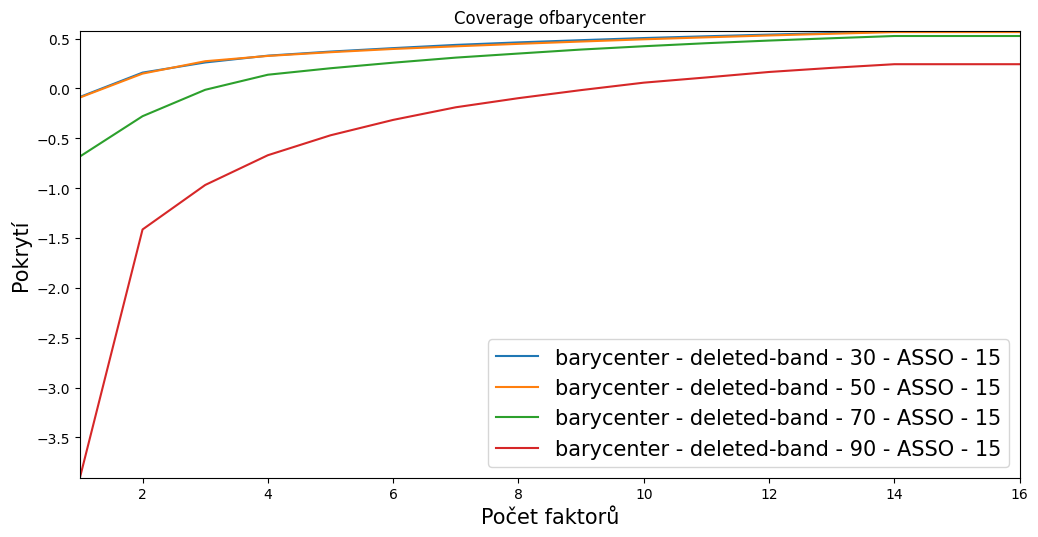 Coverage ofbarycenter
0.5
0.0
−0.5
−1.0
−1.5
−2.0
−2.5
−3.0
−3.5
Pokrytí
barycenter - deleted-band - 30 - ASSO - 15
barycenter - deleted-band - 50 - ASSO - 15
barycenter - deleted-band - 70 - ASSO - 15
barycenter - deleted-band - 90 - ASSO - 15
2 4 6 8 10 12 14 16
Počet faktorů